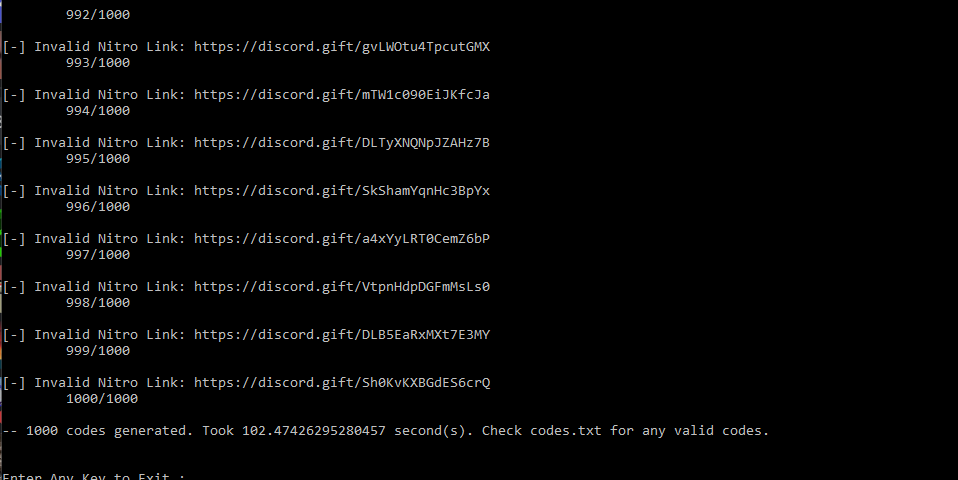 992/1000
[-] Invalid Nitro Link: https://discord.gift/gvLWOtu4TpcutGMX
993/1000
[-] Invalid Nitro Link: https://discord.gift/mTW1c090EiJKfcJa
994/1000
[-] Invalid Nitro Link: https://discord.gift/DLTyXNQNpJZAHz7B
995/1000
[-] Invalid Nitro Link: https://discord.gift/SkShamYqnHc3BpYx
996/1000
[-] Invalid Nitro Link: https://discord.gift/a4xYyLRT0CemZ6bP
997/1000
[-] Invalid Nitro Link: https://discord.gift/VtpnHdpDGFmMsLs0
998/1000
[-] Invalid Nitro Link: https://discord.gift/DLB5EaRxMXt7E3MY
999/1000
[-] Invalid Nitro Link: https://discord.gift/Sh0KvKXBGdES6crQ
1000/1000
-- 1000 codes generated. Took 102.47426295280457 second(s). Check codes.txt for any valid codes.
Enter Any Key to Exit :